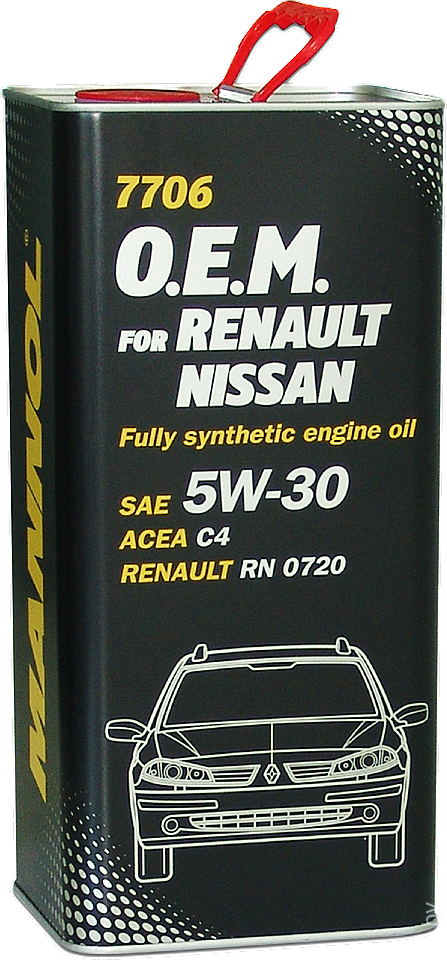 7706
O.E.M.
FOR RENAULT
NISSAN
Fully synthetic engine oil
SAE 5W-30
ACEA C4
RENAULT RN 0720
MANNOL®